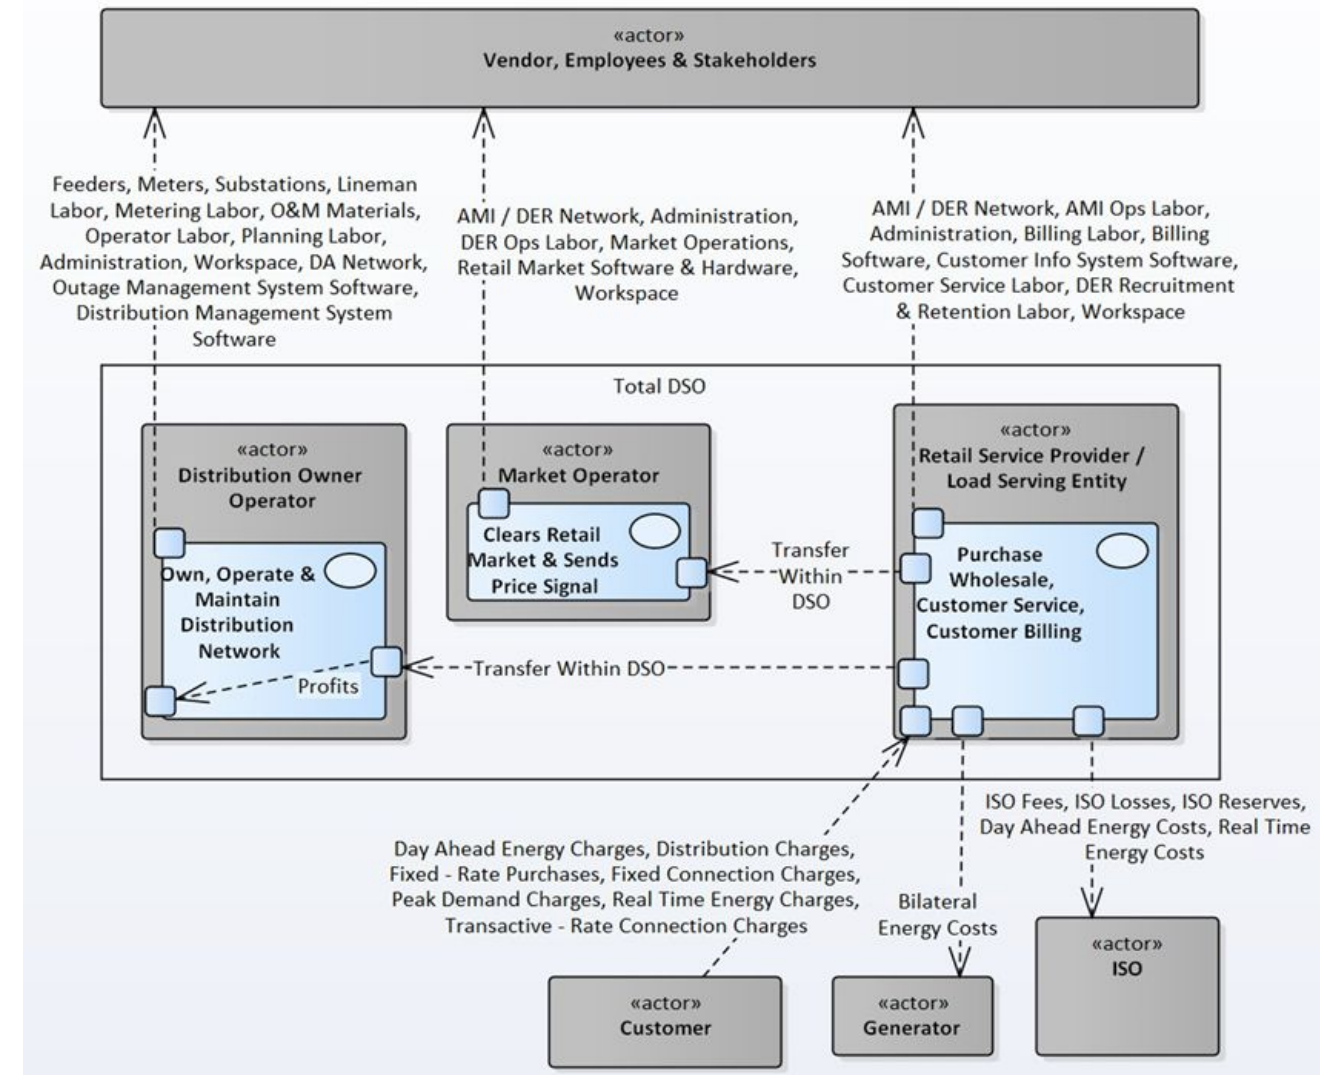 «actor»
Vendor, Employees & Stakeholders
Feeders, Meters, Substations, Lineman
Labor, Metering Labor, O&M Materials,
Operator Labor, Planning Labor,
Administration, Workspace, DA Network,
Outage Management System Software,
Distribution Management System
Software
AMI / DER Network, Administration,
DER Ops Labor, Market Operations,
Retail Market Software & Hardware,
Workspace
AMI / DER Network, AMI Ops Labor,
Administration, Billing Labor, Billing
Software, Customer Info System Software,
Customer Service Labor, DER Recruitment
& Retention Labor, Workspace
Total DSO
«actor»
Distribution Owner
Operator
Own, Operate &
Maintain
Distribution
Network
Profits
«actor»
Market Operator
Clears Retail
Market & Sends
Price Signal
Transfer
Within
DSO
Transfer Within DSO
«actor»
Retail Service Provider /
Load Serving Entity
Purchase
Wholesale,
Customer Service,
Customer Billing
Day Ahead Energy Charges, Distribution Charges,
Fixed - Rate Purchases, Fixed Connection Charges,
Peak Demand Charges, Real Time Energy Charges,
Transactive - Rate Connection Charges
Bilateral
Energy Costs
ISO Fees, ISO Losses, ISO Reserves,
Day Ahead Energy Costs, Real Time
Energy Costs
«actor»
Customer
«actor»
Generator
«actor»
ISO